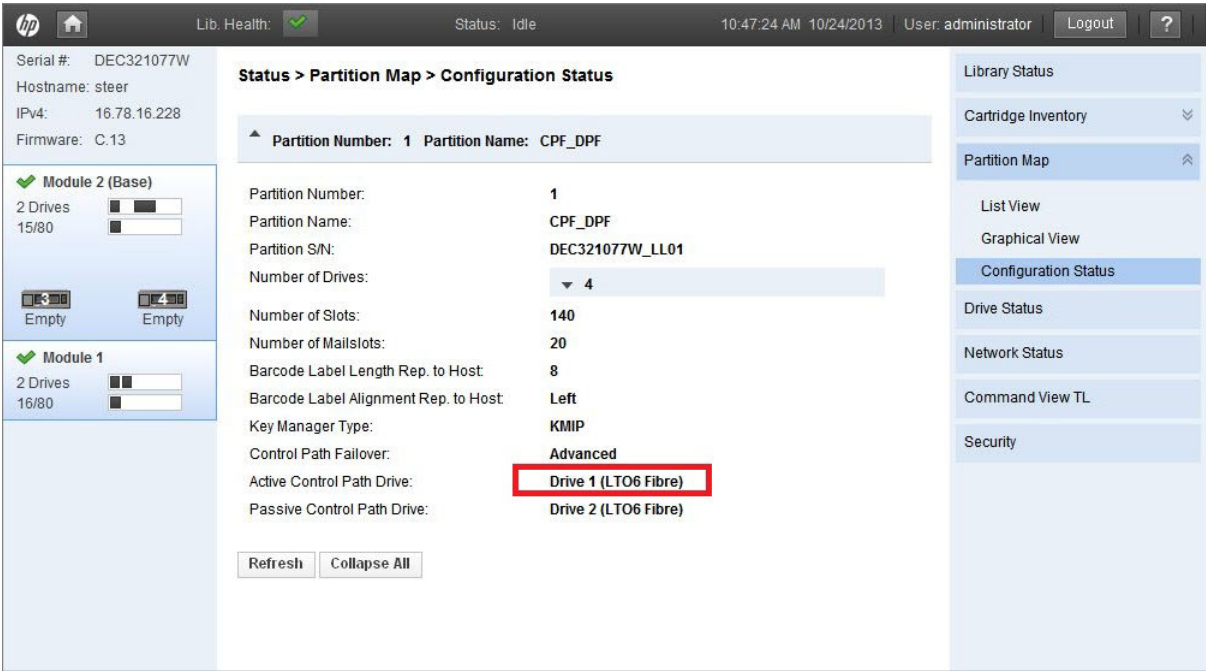 hp Lib. Health: Status: Idle 10:47:24 AM 10/24/2013 User: administrator Logout ?
Serial #: DEC321077W
Hostname: steer
IPv4: 16.78.16.228
Firmware: C.13
Module 2 (Base)
2 Drives
15/80
3 4
Empty Empty
Module 1
2 Drives
16/80
Status > Partition Map > Configuration Status
Partition Number: 1 Partition Name: CPF_DPF
Partition Number: 1
Partition Name: CPF_DPF
Partition S/N: DEC321077W_LL01
Number of Drives: 4
Number of Slots: 140
Number of Mailslots: 20
Barcode Label Length Rep. to Host: 8
Barcode Label Alignment Rep. to Host: Left
Key Manager Type: KMIP
Control Path Failover: Advanced
Active Control Path Drive: Drive 1 (LTO6 Fibre)
Passive Control Path Drive: Drive 2 (LTO6 Fibre)
Refresh Collapse All
Library Status
Cartridge Inventory
Partition Map
List View
Graphical View
Configuration Status
Drive Status
Network Status
Command View TL
Security